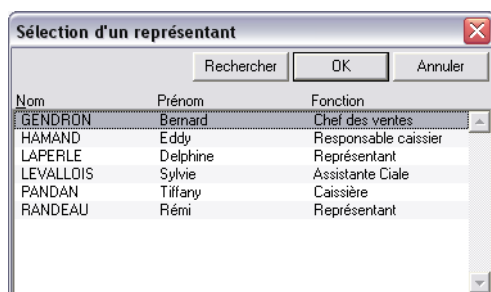 Sélection d'un représentant
Rechercher OK Annuler
Nom Prénom Fonction
GENDRON Bernard Chef des ventes
HAMAND Eddy Responsable caissier
LAPERLE Delphine Représentant
LEVALLOIS Sylvie Assistante Ciale
PANDAN Tiffany Caissière
RANDEAU Rémi Représentant